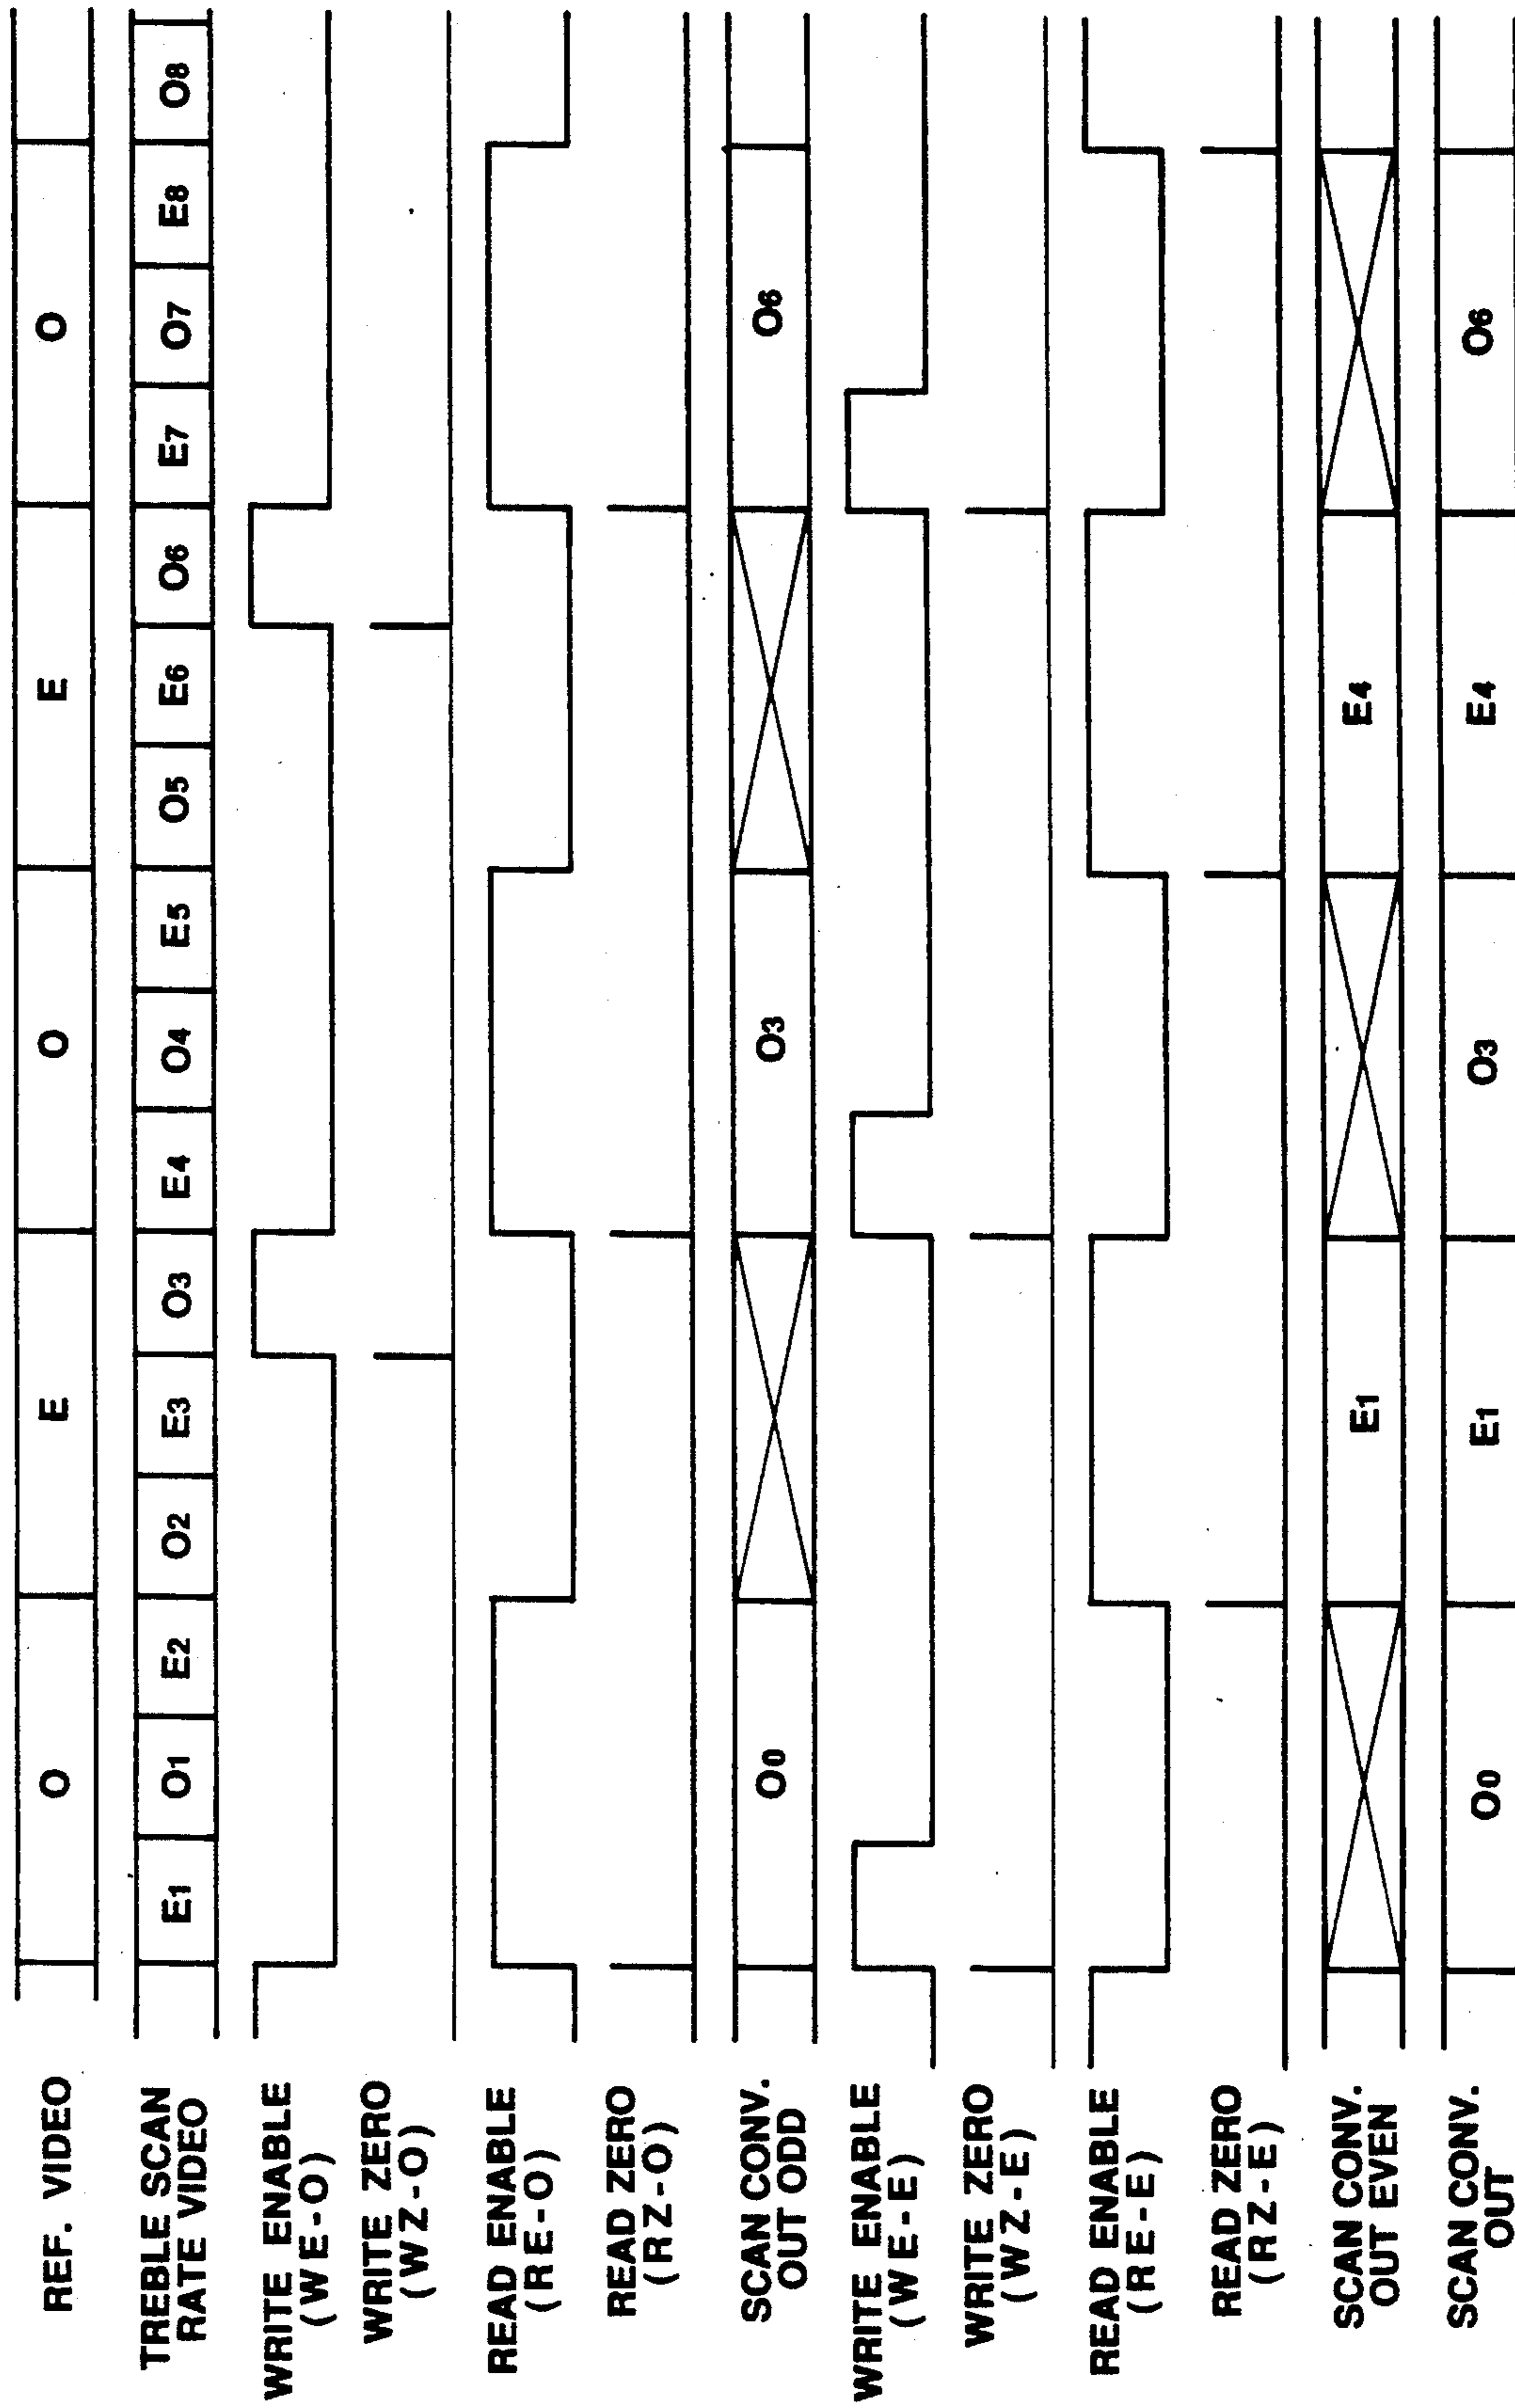 REF. VIDEO
O E O E O
TREBLE SCAN
RATE VIDEO
E1 O1 E2 O2 E3 O3 E4 O4 E5 O5 E6 O6 E7 O7 E8 O8
WRITE ENABLE
(WE-O)
WRITE ZERO
(WZ-O)
READ ENABLE
(RE-O)
READ ZERO
(RZ-O)
SCAN CONV.
OUT ODD
O0 O3 O6
WRITE ENABLE
(WE-E)
WRITE ZERO
(WZ-E)
READ ENABLE
(RE-E)
READ ZERO
(RZ-E)
SCAN CONV.
OUT EVEN
E1 E4
SCAN CONV.
OUT
O0 E1 O3 E4 O6